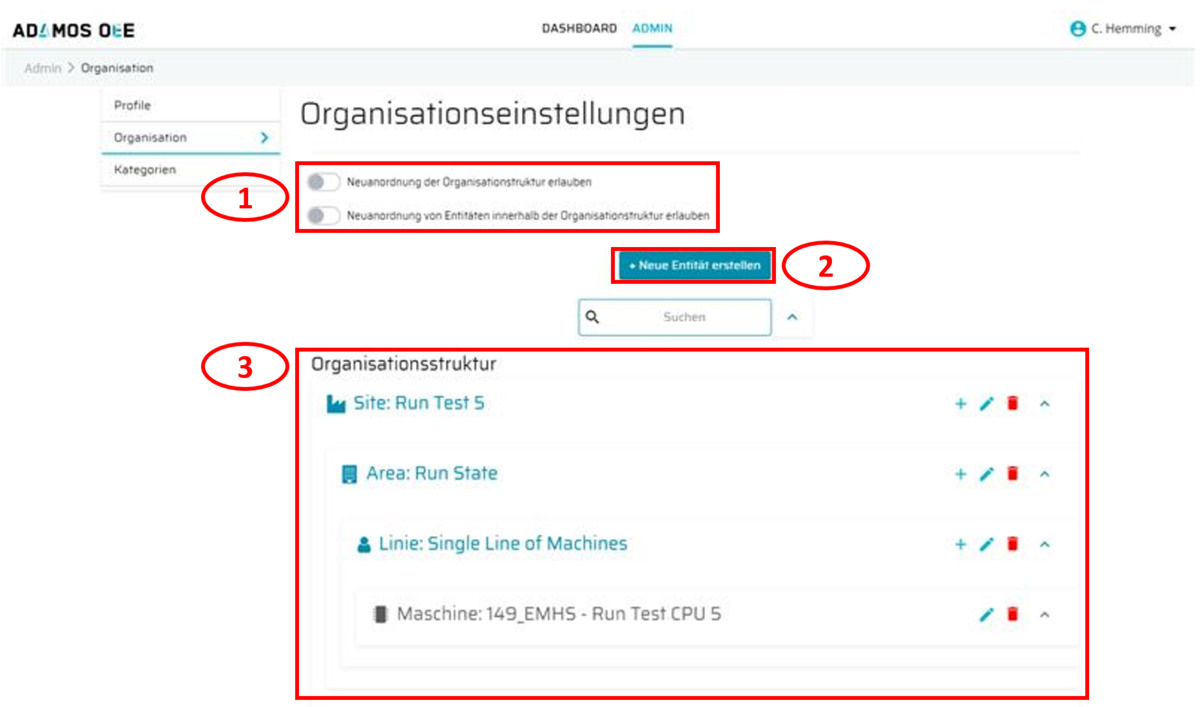 ADAMOS OEE
DASHBOARD ADMIN
C. Hemming
Admin > Organisation
Profile
Organisation
Kategorien
Organisationseinstellungen
1
Neuanordnung der Organisationstruktur erlauben
Neuanordnung von Entitäten innerhalb der Organisationstruktur erlauben
+ Neue Entität erstellen
2
Suchen
3
Organisationsstruktur
Site: Run Test 5
Area: Run State
Linie: Single Line of Machines
Maschine: 149_EMHS - Run Test CPU 5